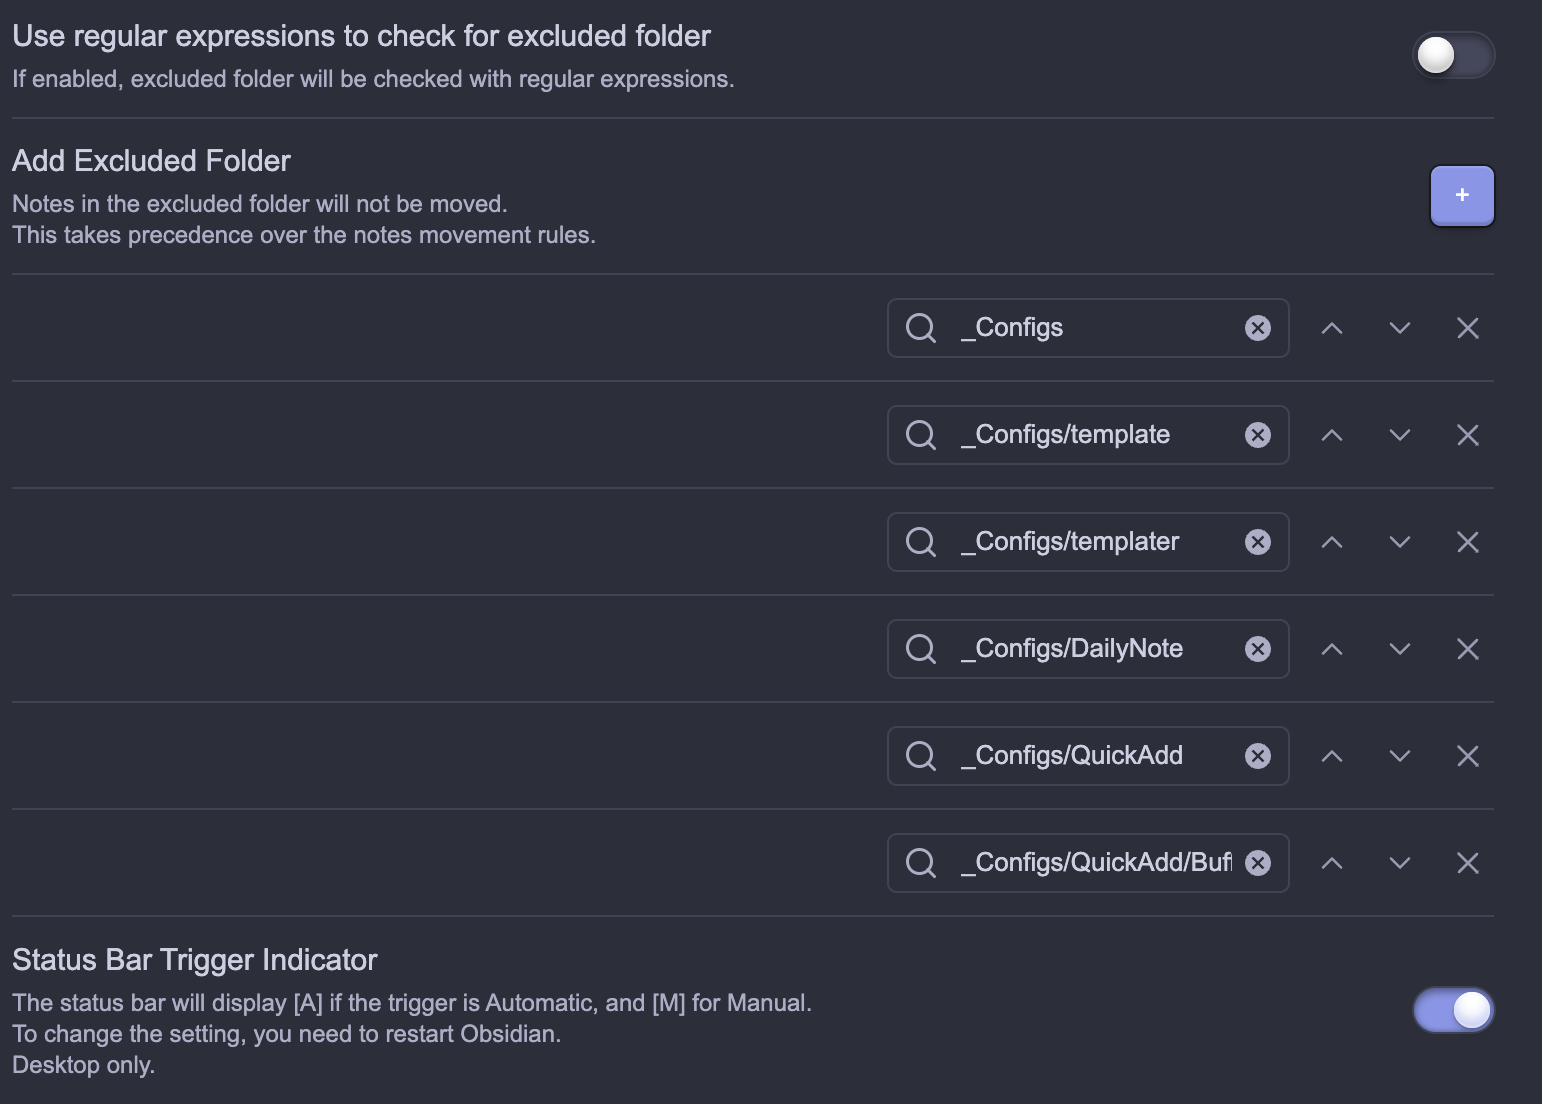 Use regular expressions to check for excluded folder
If enabled, excluded folder will be checked with regular expressions.
Add Excluded Folder
Notes in the excluded folder will not be moved.
This takes precedence over the notes movement rules.
+
_Configs
_Configs/template
_Configs/templater
_Configs/DailyNote
_Configs/QuickAdd
_Configs/QuickAdd/Buf
Status Bar Trigger Indicator
The status bar will display [A] if the trigger is Automatic, and [M] for Manual.
To change the setting, you need to restart Obsidian.
Desktop only.